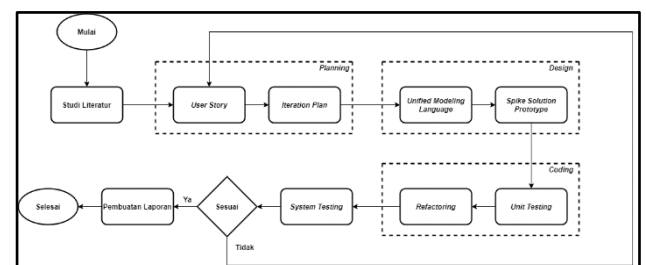 Mulai
Planning
Design
Studi Literatur
User Story
Iteration Plan
Unified Modeling
Language
Spike Solution
Prototype
Coding
Selesai
Pembuatan Laporan
Ya
Sesuai
System Testing
Refactoring
Unit Testing
Tidak